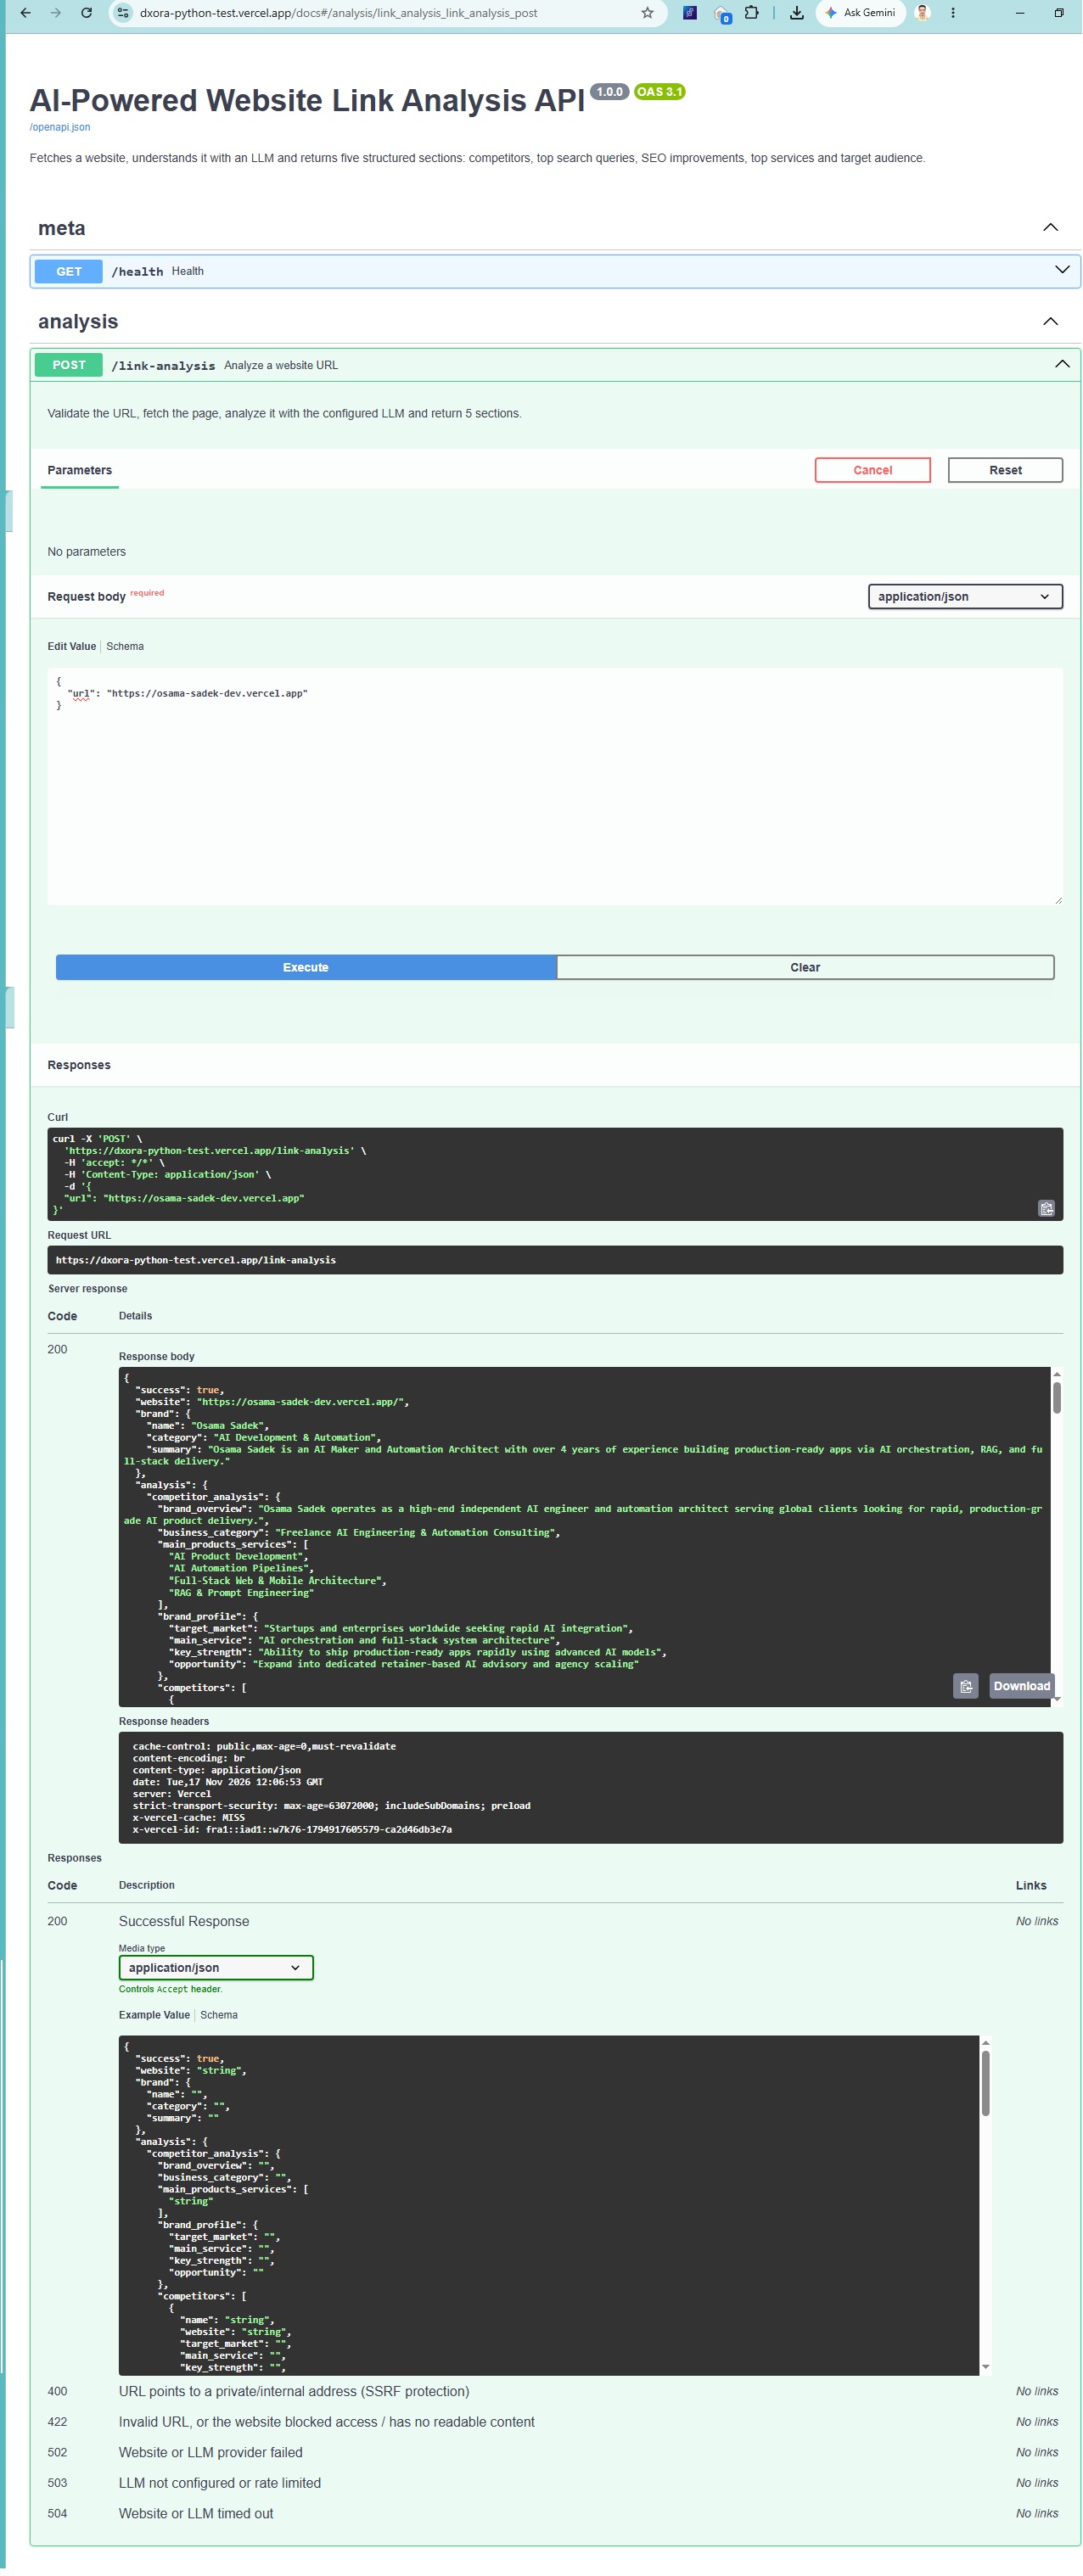 dxora-python-test.vercel.app/docs#/analysis/link_analysis_link_analysis_post
0
Ask Gemini
AI-Powered Website Link Analysis API 1.0.0 OAS 3.1
/openapi.json
Fetches a website, understands it with an LLM and returns five structured sections: competitors, top search queries, SEO improvements, top services and target audience.
meta
GET /health Health
analysis
POST /link-analysis Analyze a website URL
Validate the URL, fetch the page, analyze it with the configured LLM and return 5 sections.
Parameters Cancel Reset
No parameters
Request body required application/json
Edit Value Schema
{
"url": "https://osama-sadek-dev.vercel.app"
}
Execute Clear
Responses
Curl
curl -X 'POST' \
'https://dxora-python-test.vercel.app/link-analysis' \
-H 'accept: */*' \
-H 'Content-Type: application/json' \
-d '{
"url": "https://osama-sadek-dev.vercel.app"
}'
Request URL
https://dxora-python-test.vercel.app/link-analysis
Server response
Code Details
200
Response body
{
"success": true,
"website": "https://osama-sadek-dev.vercel.app/",
"brand": {
"name": "Osama Sadek",
"category": "AI Development & Automation",
"summary": "Osama Sadek is an AI Maker and Automation Architect with over 4 years of experience building production-ready apps via AI orchestration, RAG, and fu
ll-stack delivery."
},
"analysis": {
"competitor_analysis": {
"brand_overview": "Osama Sadek operates as a high-end independent AI engineer and automation architect serving global clients looking for rapid, production-gr
ade AI product delivery.",
"business_category": "Freelance AI Engineering & Automation Consulting",
"main_products_services": [
"AI Product Development",
"AI Automation Pipelines",
"Full-Stack Web & Mobile Architecture",
"RAG & Prompt Engineering"
],
"brand_profile": {
"target_market": "Startups and enterprises worldwide seeking rapid AI integration",
"main_service": "AI orchestration and full-stack system architecture",
"key_strength": "Ability to ship production-ready apps rapidly using advanced AI models",
"opportunity": "Expand into dedicated retainer-based AI advisory and agency scaling"
},
"competitors": [
{
Download
Response headers
cache-control: public,max-age=0,must-revalidate
content-encoding: br
content-type: application/json
date: Tue,17 Nov 2026 12:06:53 GMT
server: Vercel
strict-transport-security: max-age=63072000; includeSubDomains; preload
x-vercel-cache: MISS
x-vercel-id: fra1::iad1::w7k76-1794917605579-ca2d46db3e7a
Responses
Code Description Links
200 Successful Response No links
Media type
application/json
Controls Accept header.
Example Value Schema
{
"success": true,
"website": "string",
"brand": {
"name": "",
"category": "",
"summary": ""
},
"analysis": {
"competitor_analysis": {
"brand_overview": "",
"business_category": "",
"main_products_services": [
"string"
],
"brand_profile": {
"target_market": "",
"main_service": "",
"key_strength": "",
"opportunity": ""
},
"competitors": [
{
"name": "string",
"website": "string",
"target_market": "",
"main_service": "",
"key_strength": "",
400 URL points to a private/internal address (SSRF protection) No links
422 Invalid URL, or the website blocked access / has no readable content No links
502 Website or LLM provider failed No links
503 LLM not configured or rate limited No links
504 Website or LLM timed out No links